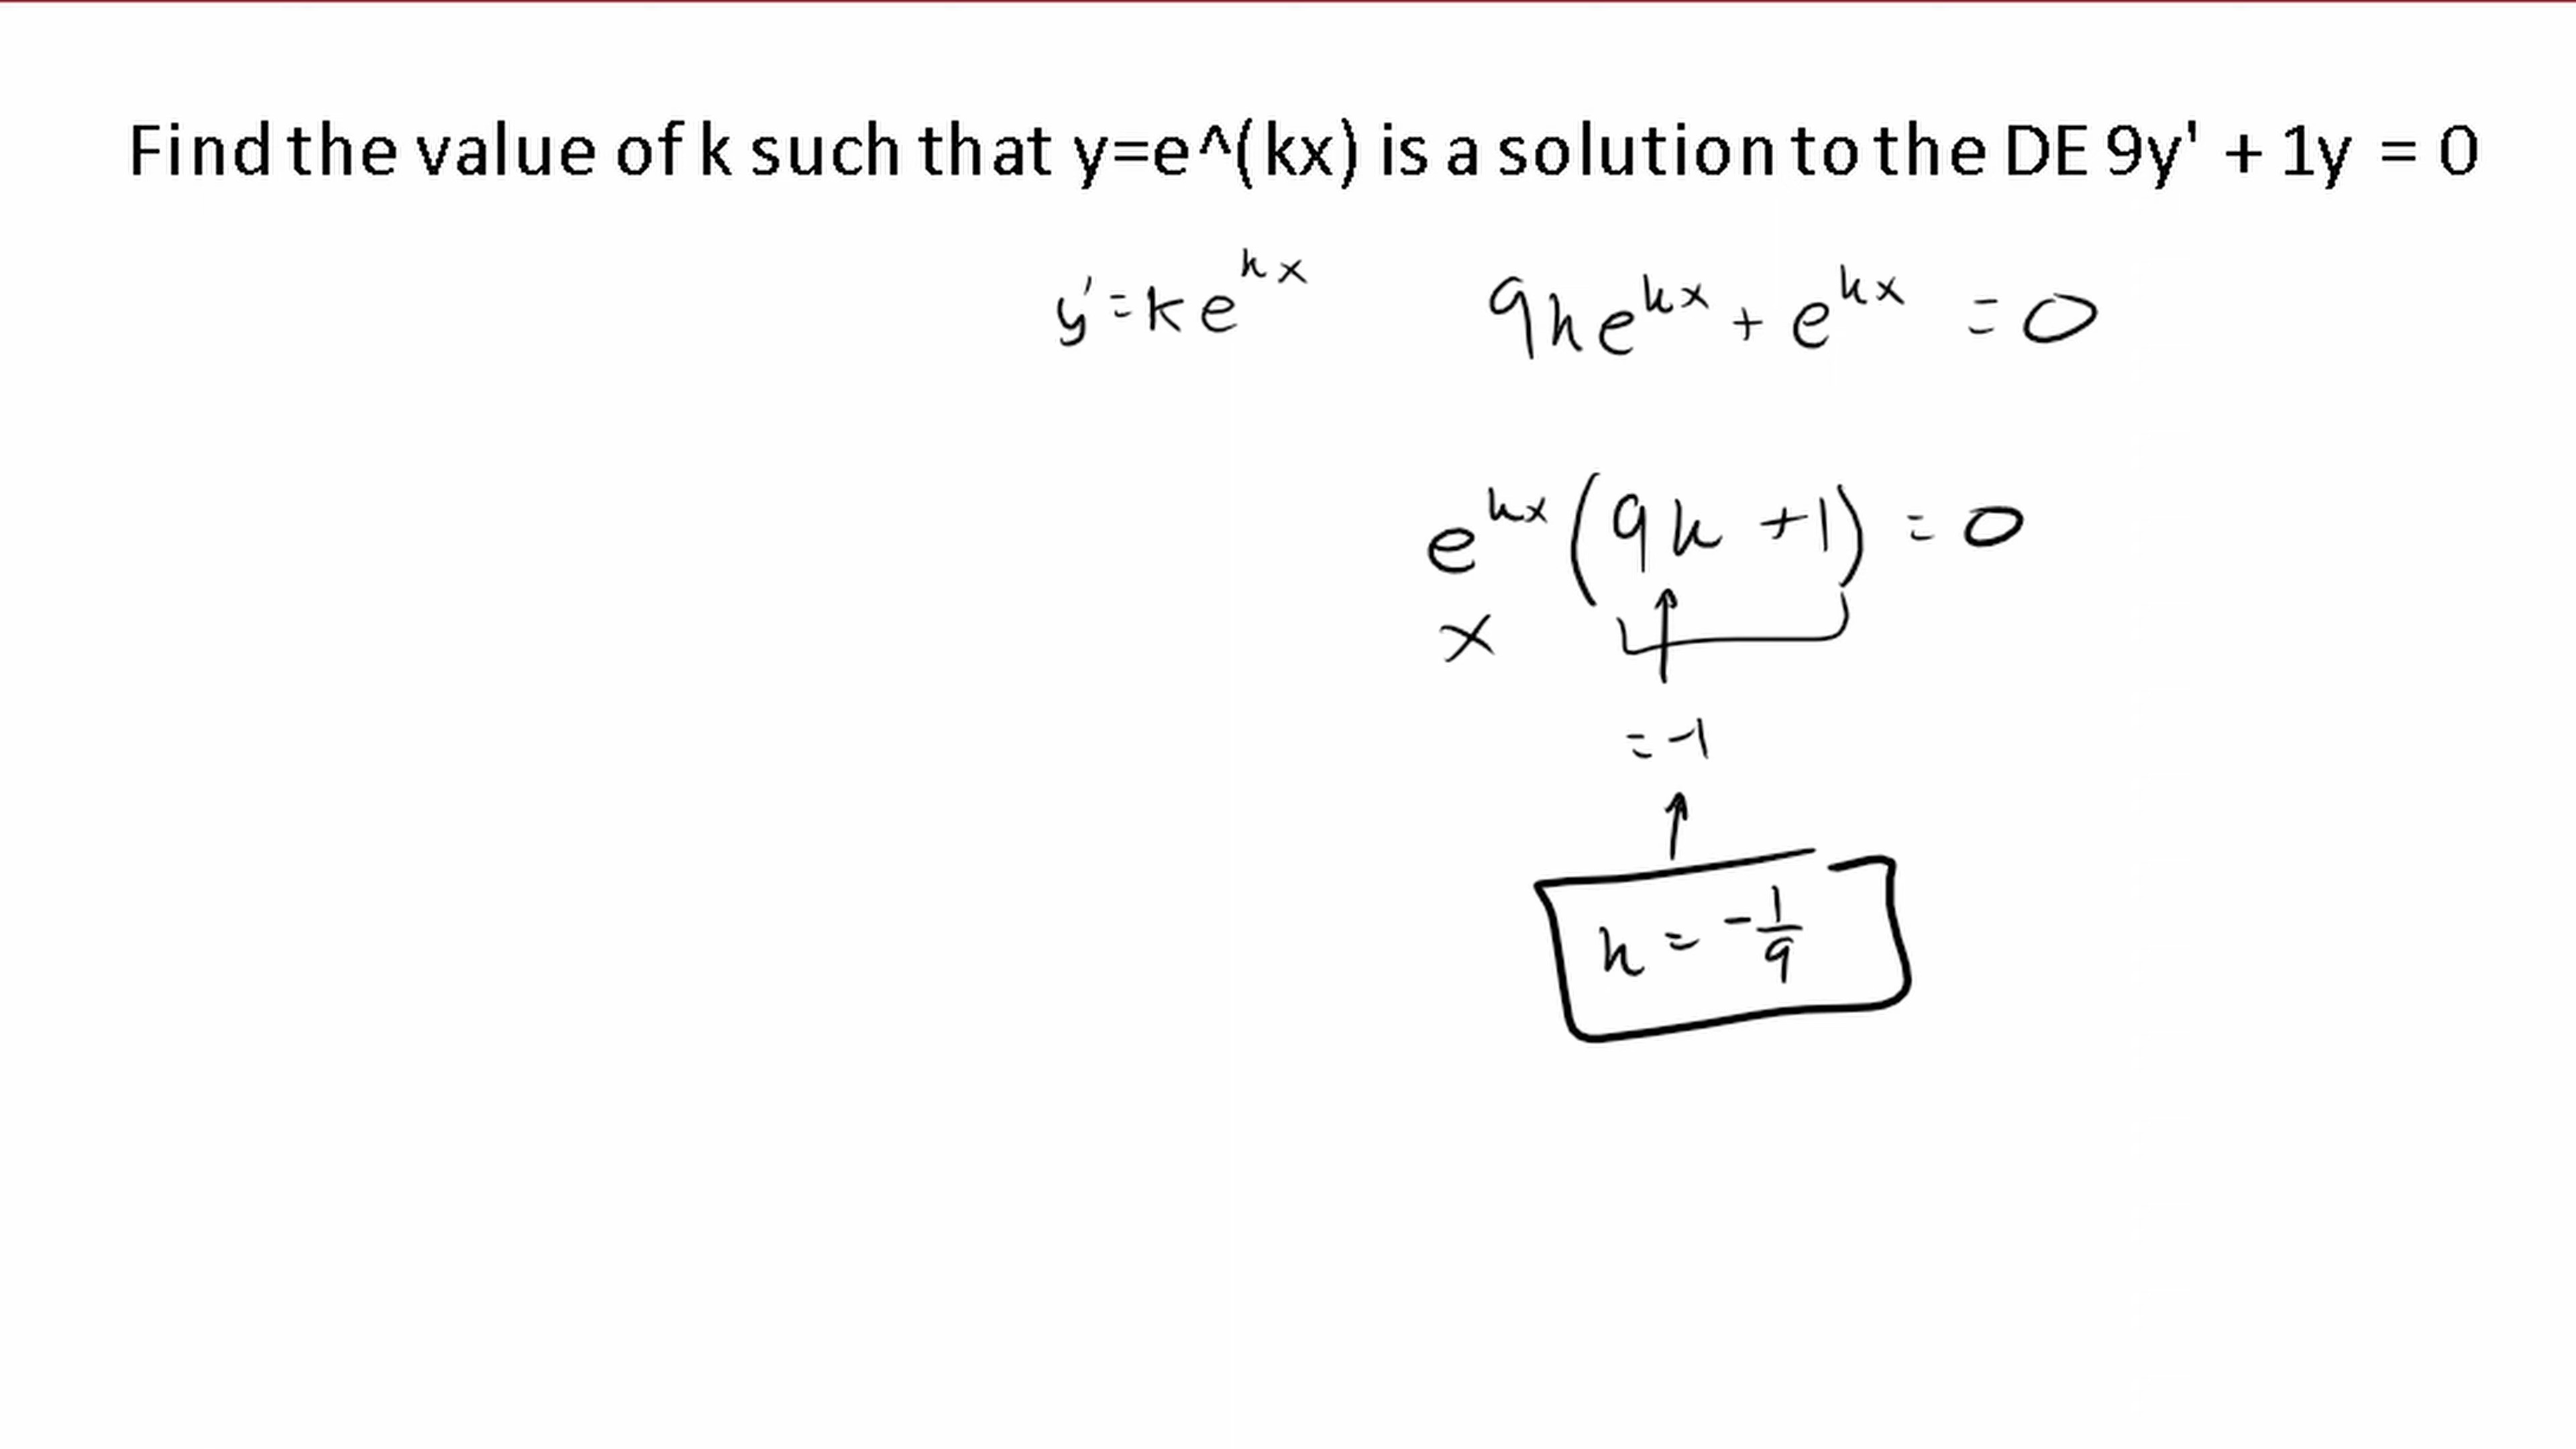 Find the value of k such that y=e^(kx) is a solution to the DE 9y' + 1y = 0
y' = ke^{kx}    9ke^{kx} + e^{kx} = 0
e^{kx}(9k + 1) = 0
x
= -1
k = -1/9